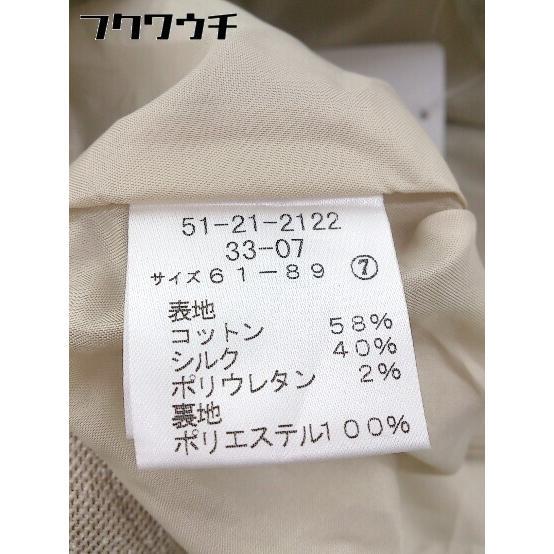 フクワウチ
51-21-2122
33-07
サイズ61-89 ⑦
表地
コットン 58%
シルク 40%
ポリウレタン 2%
裏地
ポリエステル100%